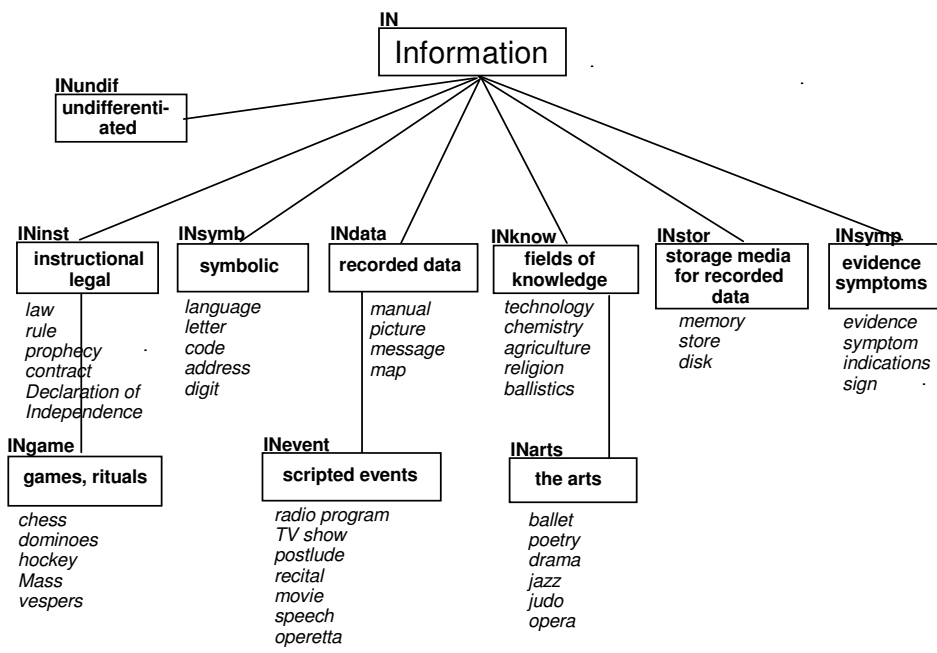 IN
Information
INundif
undifferenti-
ated
INinst
instructional
legal
law
rule
prophecy
contract
Declaration of
Independence
INsymb
symbolic
language
letter
code
address
digit
INdata
recorded data
manual
picture
message
map
INknow
fields of
knowledge
technology
chemistry
agriculture
religion
ballistics
INstor
storage media
for recorded
data
memory
store
disk
INsymp
evidence
symptoms
evidence
symptom
indications
sign
INgame
games, rituals
chess
dominoes
hockey
Mass
vespers
INevent
scripted events
radio program
TV show
postlude
recital
movie
speech
operetta
INarts
the arts
ballet
poetry
drama
jazz
judo
opera